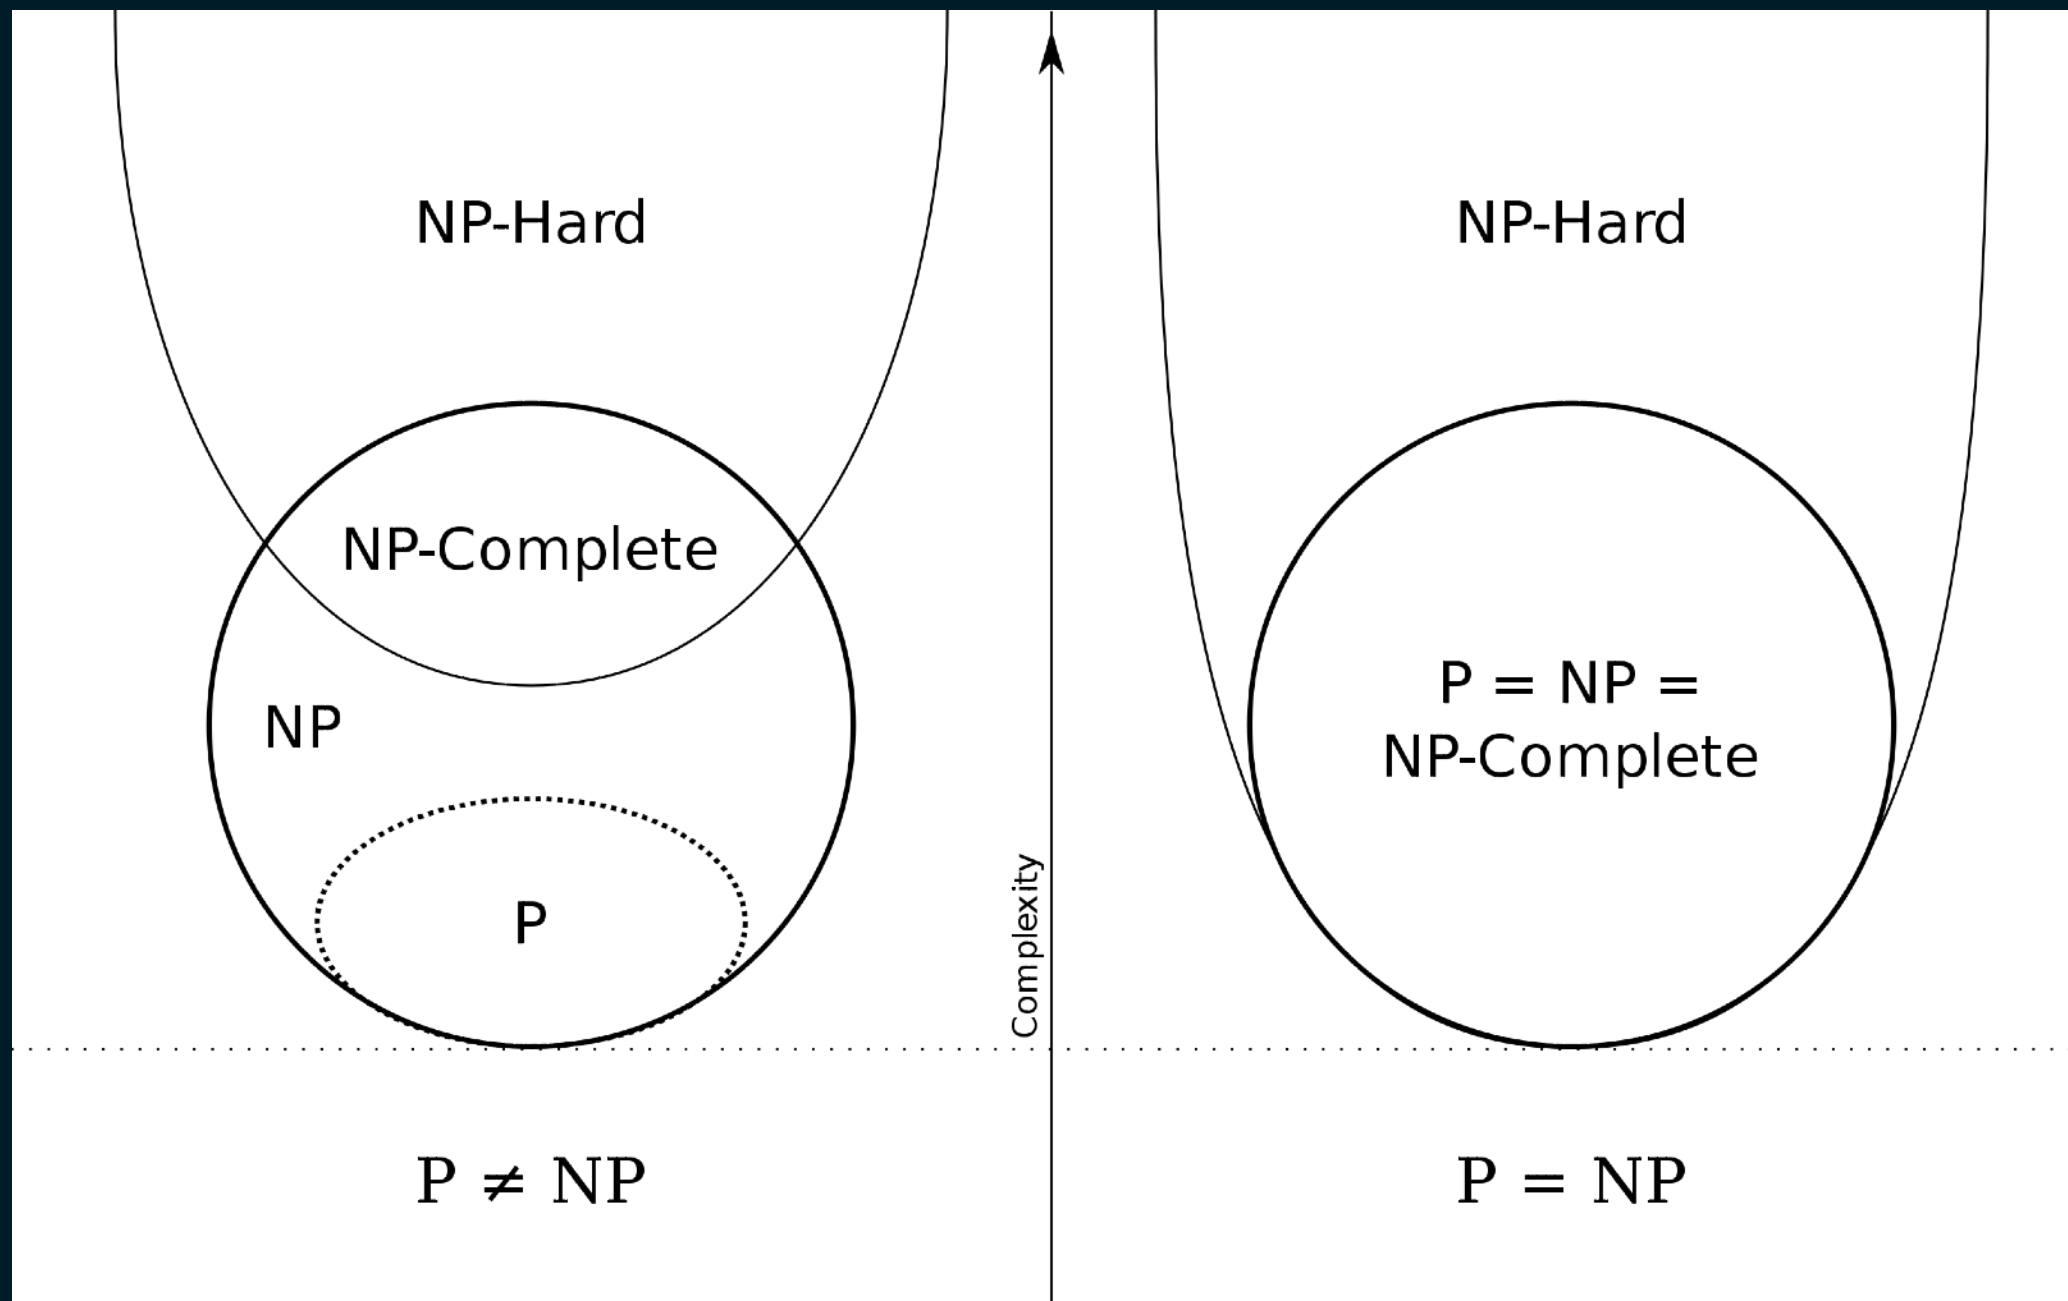 NP-Hard
NP-Complete
NP
P
P ≠ NP
Complexity
NP-Hard
P = NP =
NP-Complete
P = NP